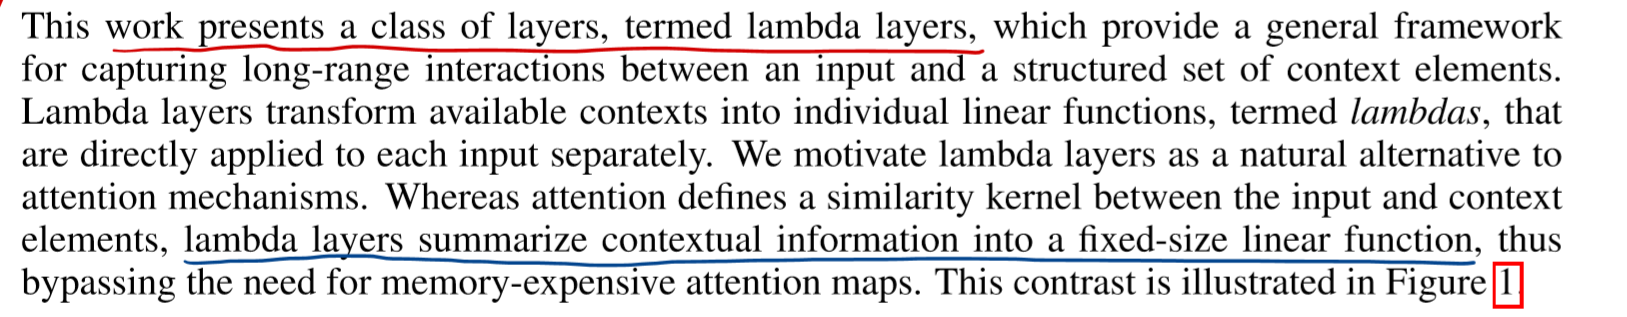 This work presents a class of layers, termed lambda layers, which provide a general framework
for capturing long-range interactions between an input and a structured set of context elements.
Lambda layers transform available contexts into individual linear functions, termed lambdas, that
are directly applied to each input separately. We motivate lambda layers as a natural alternative to
attention mechanisms. Whereas attention defines a similarity kernel between the input and context
elements, lambda layers summarize contextual information into a fixed-size linear function, thus
bypassing the need for memory-expensive attention maps. This contrast is illustrated in Figure 1.